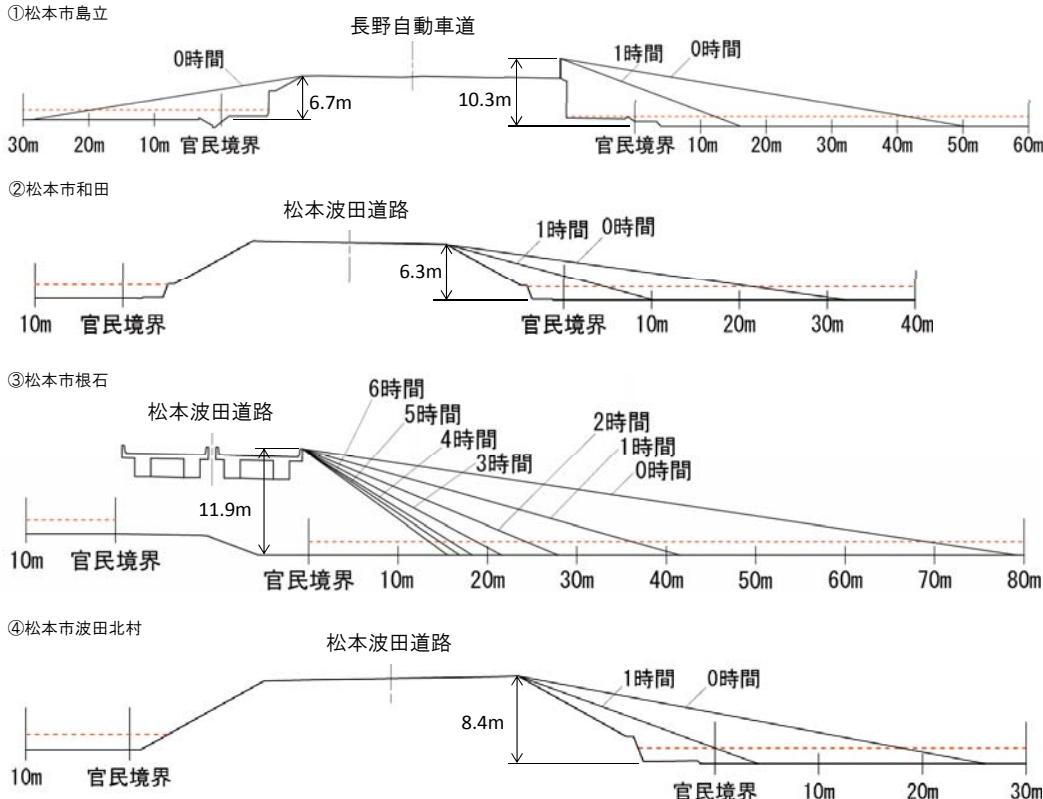 ①松本市島立
長野自動車道
0時間
1時間
0時間
6.7m
10.3m
30m 20m 10m 官民境界
官民境界 10m 20m 30m 40m 50m 60m
②松本市和田
松本波田道路
1時間 0時間
6.3m
10m 官民境界
官民境界 10m 20m 30m 40m
③松本市根石
松本波田道路
6時間
5時間
4時間
3時間
2時間
1時間
0時間
11.9m
10m 官民境界
官民境界 10m 20m 30m 40m 50m 60m 70m 80m
④松本市波田北村
松本波田道路
1時間 0時間
8.4m
10m 官民境界
官民境界 10m 20m 30m